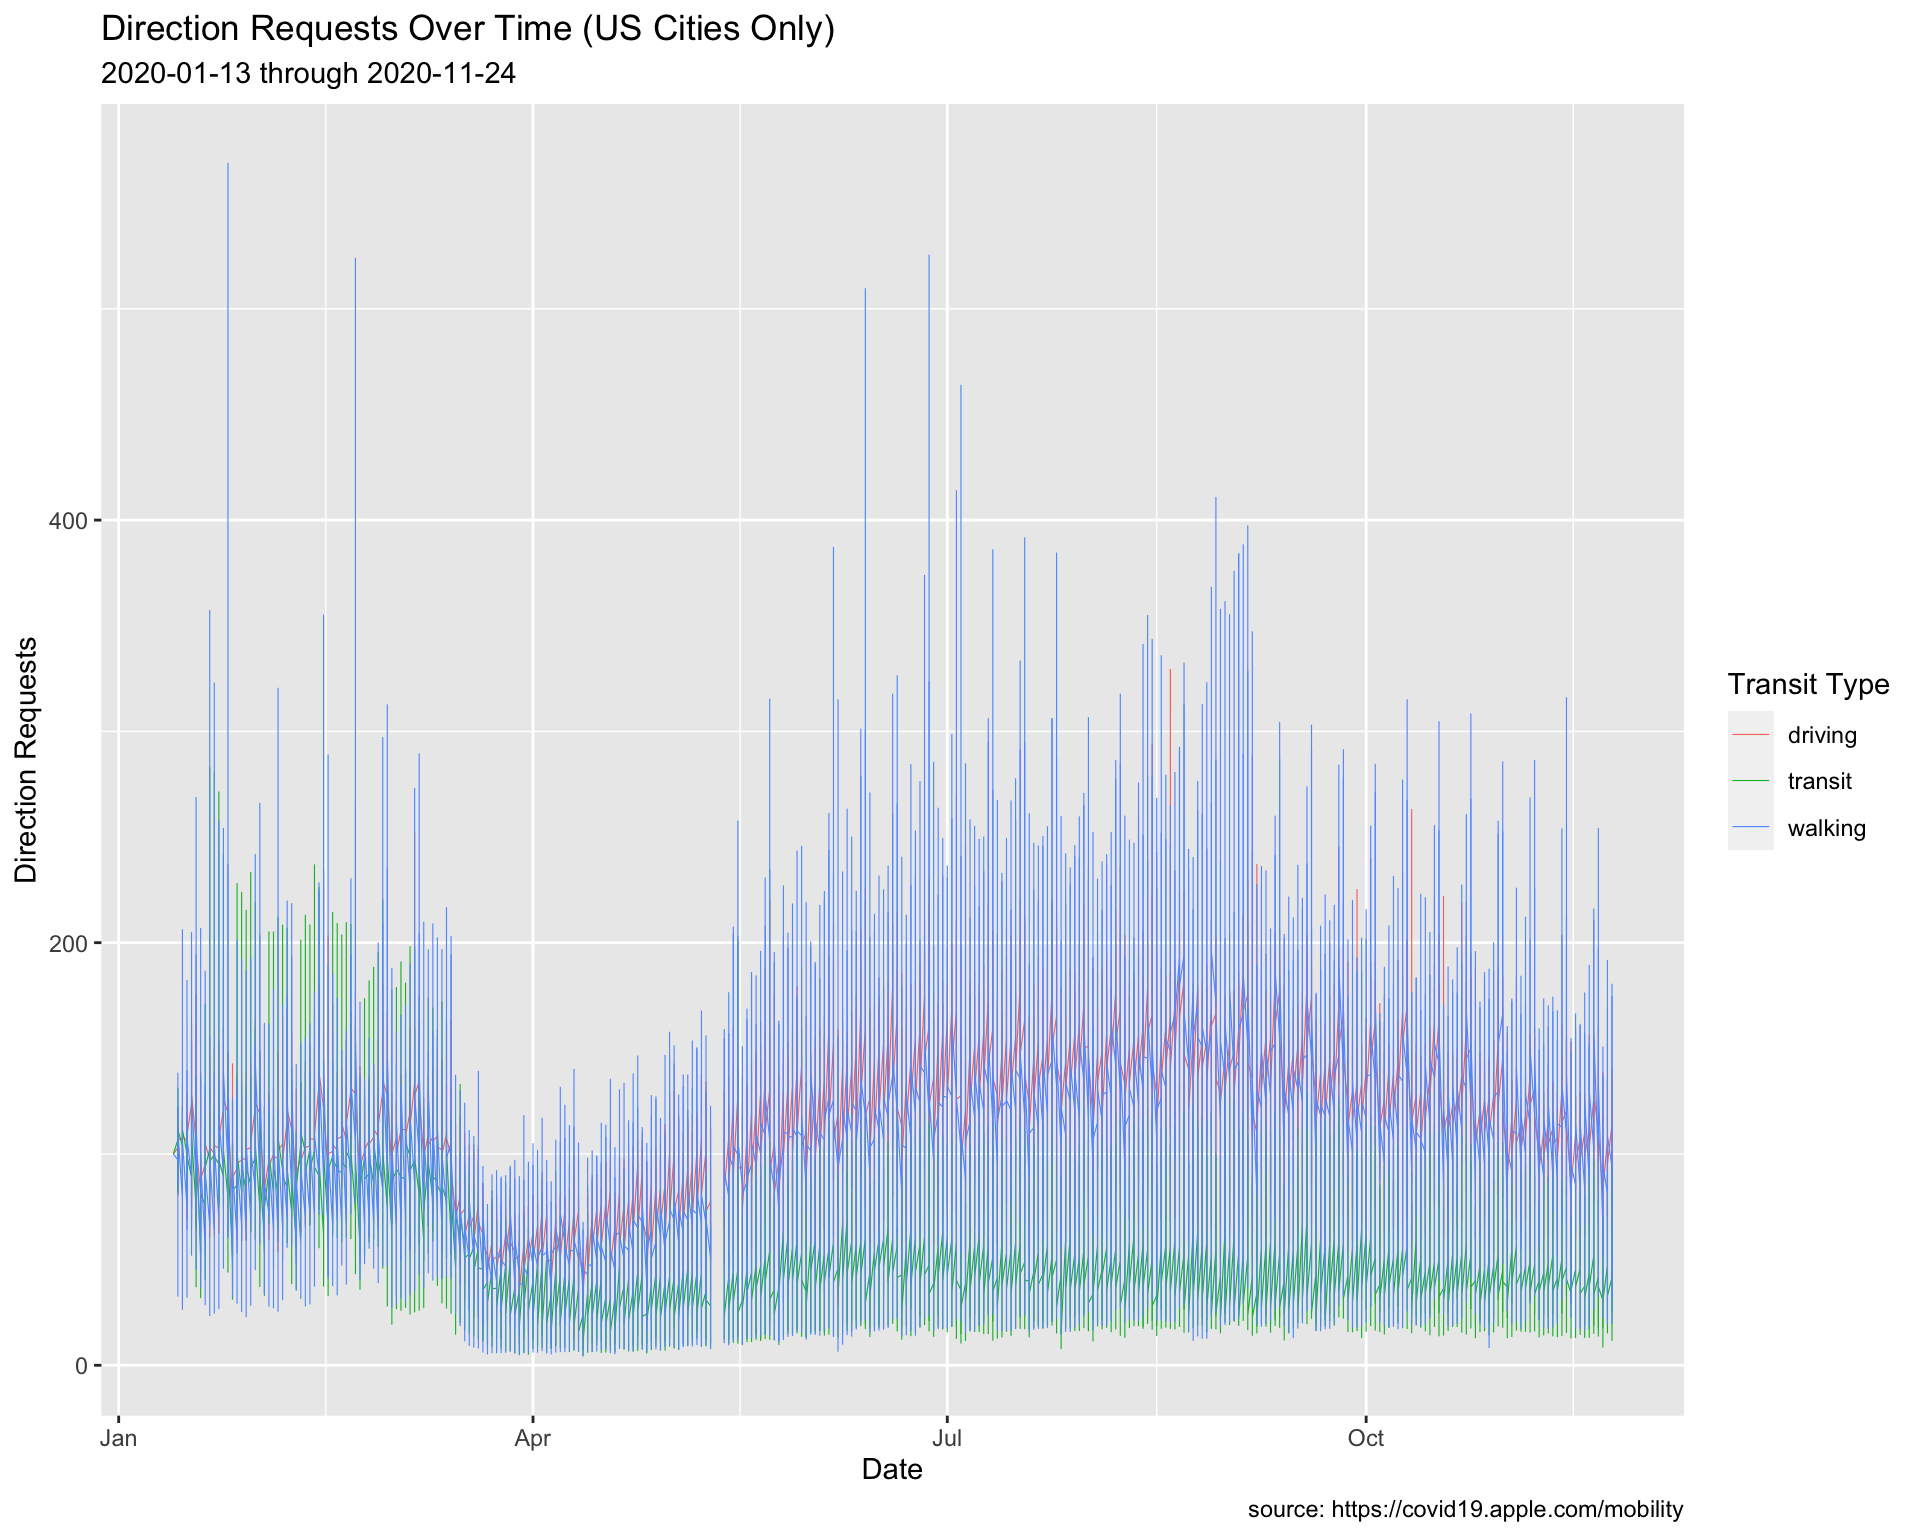 Direction Requests Over Time (US Cities Only)
2020-01-13 through 2020-11-24
Direction Requests
400
200
0
Jan
Apr
Jul
Oct
Date
Transit Type
driving
transit
walking
source: https://covid19.apple.com/mobility